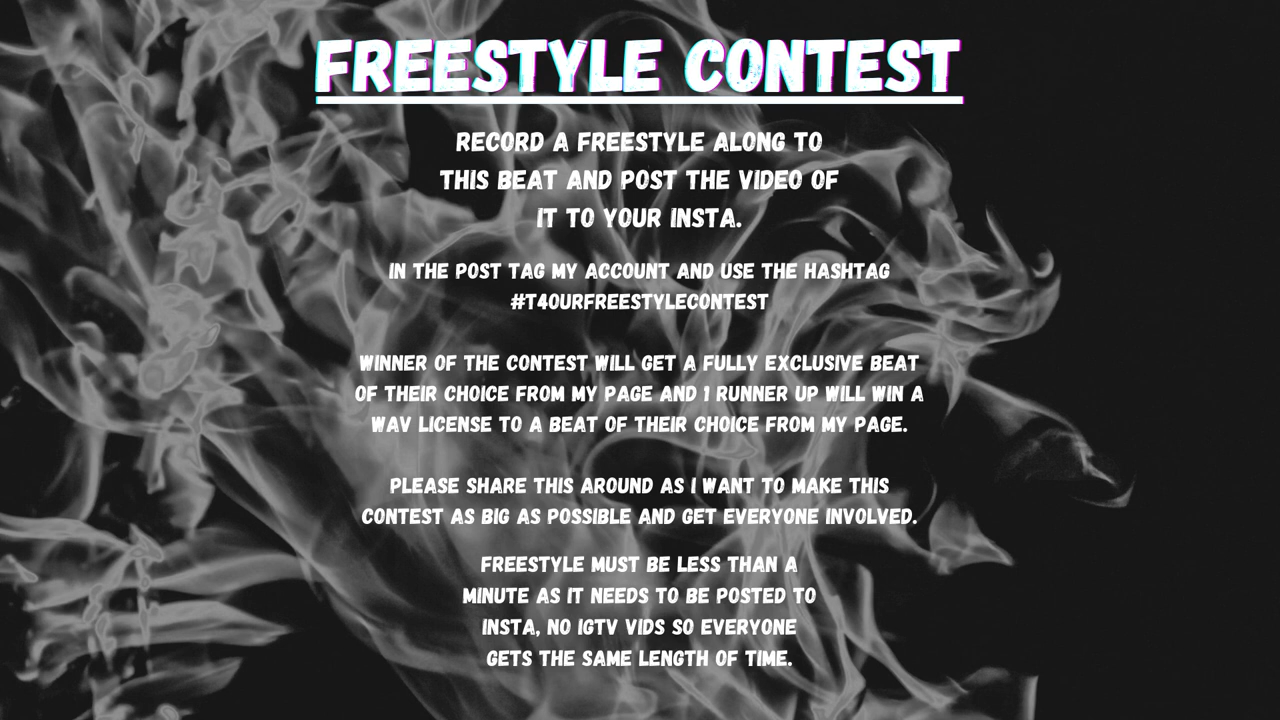 FREESTYLE CONTEST
RECORD A FREESTYLE ALONG TO
THIS BEAT AND POST THE VIDEO OF
IT TO YOUR INSTA.
IN THE POST TAG MY ACCOUNT AND USE THE HASHTAG
#T4OURFREESTYLECONTEST
WINNER OF THE CONTEST WILL GET A FULLY EXCLUSIVE BEAT
OF THEIR CHOICE FROM MY PAGE AND 1 RUNNER UP WILL WIN A
WAV LICENSE TO A BEAT OF THEIR CHOICE FROM MY PAGE.
PLEASE SHARE THIS AROUND AS I WANT TO MAKE THIS
CONTEST AS BIG AS POSSIBLE AND GET EVERYONE INVOLVED.
FREESTYLE MUST BE LESS THAN A
MINUTE AS IT NEEDS TO BE POSTED TO
INSTA, NO IGTV VIDS SO EVERYONE
GETS THE SAME LENGTH OF TIME.